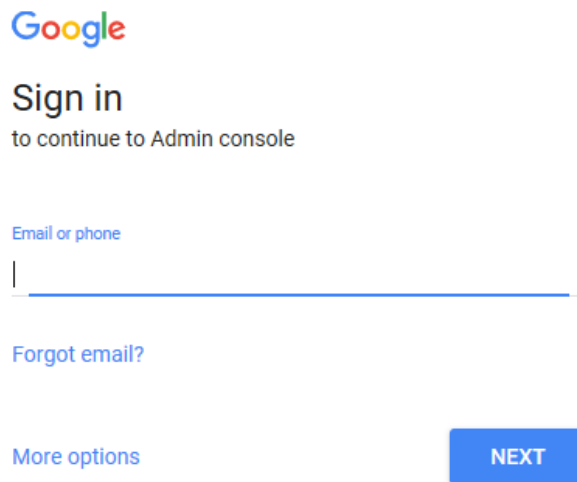 Google
Sign in
to continue to Admin console
Email or phone
Forgot email?
More options
NEXT